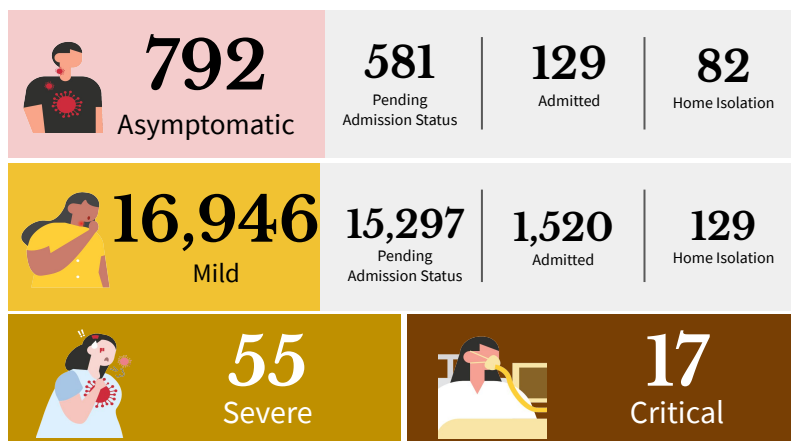 792
Asymptomatic
581
Pending
Admission Status
129
Admitted
82
Home Isolation
16,946
Mild
15,297
Pending
Admission Status
1,520
Admitted
129
Home Isolation
!!
55
Severe
17
Critical